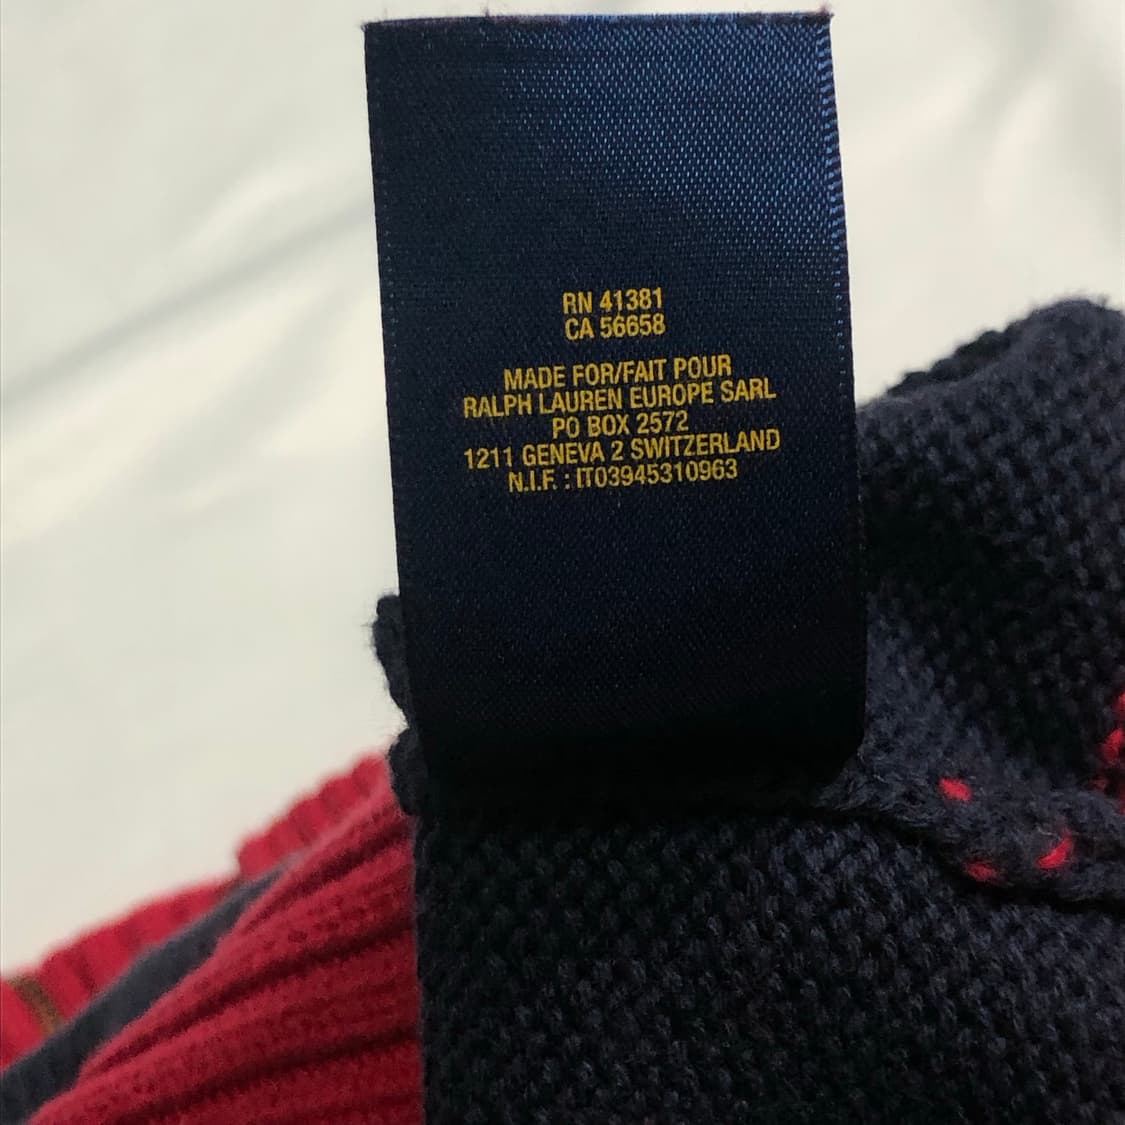 RN 41381
CA 56658
MADE FOR/FAIT POUR
RALPH LAUREN EUROPE SARL
PO BOX 2572
1211 GENEVA 2 SWITZERLAND
N.I.F. : IT03945310963